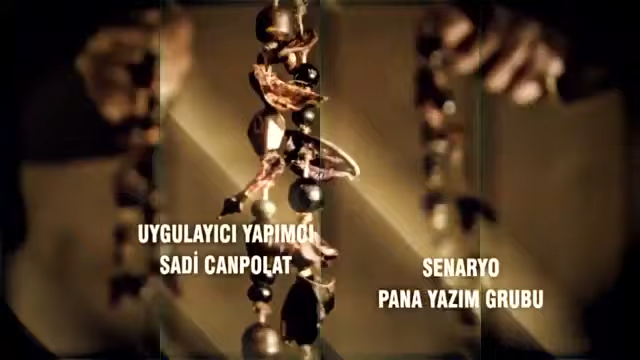 UYGULAYICI YAPIMCI
SADİ CANPOLAT
SENARYO
PANA YAZIM GRUBU